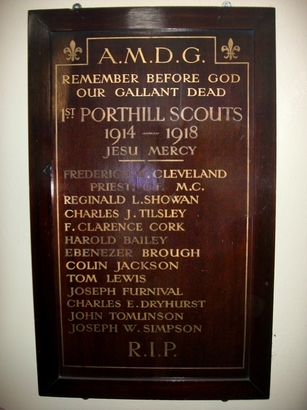 A.M.D.G.
REMEMBER BEFORE GOD
OUR GALLANT DEAD
1ST PORTHILL SCOUTS
1914 — 1918
JESU MERCY
FREDERICK CLEVELAND
PRIEST. C.F. M.C.
REGINALD L. SHOWAN
CHARLES J. TILSLEY
F. CLARENCE CORK
HAROLD BAILEY
EBENEZER BROUGH
COLIN JACKSON
TOM LEWIS
JOSEPH FURNIVAL
CHARLES E. DRYHURST
JOHN TOMLINSON
JOSEPH W. SIMPSON
R.I.P.